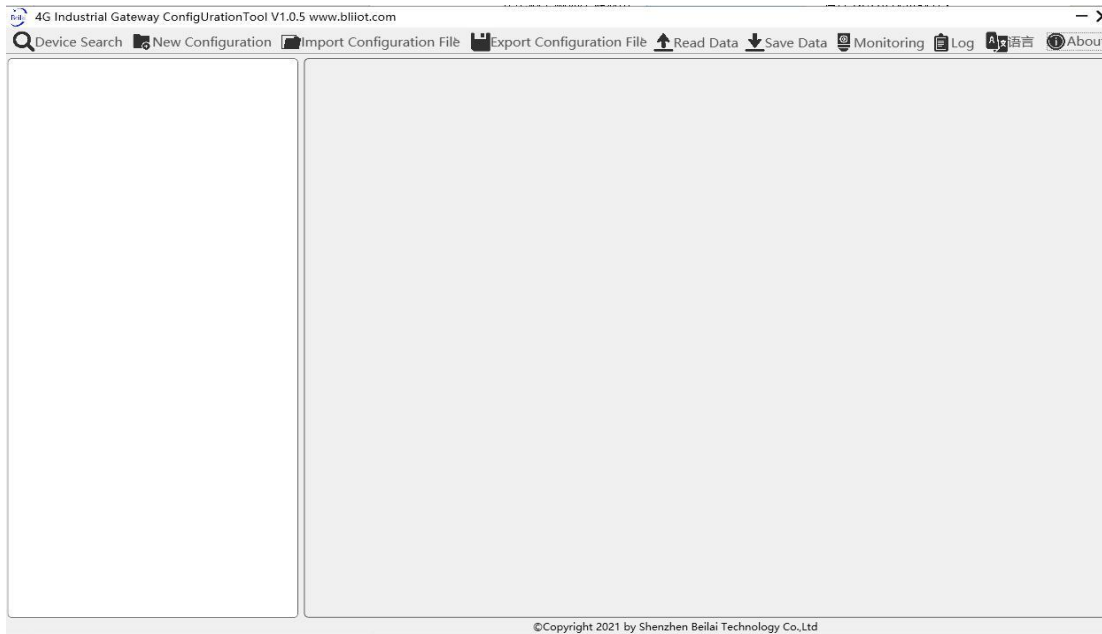 4G Industrial Gateway ConfigUrationTool V1.0.5 www.bliiot.com
Device Search New Configuration Import Configuration File Export Configuration File Read Data Save Data Monitoring Log 语言 Abou
©Copyright 2021 by Shenzhen Beilai Technology Co.,Ltd